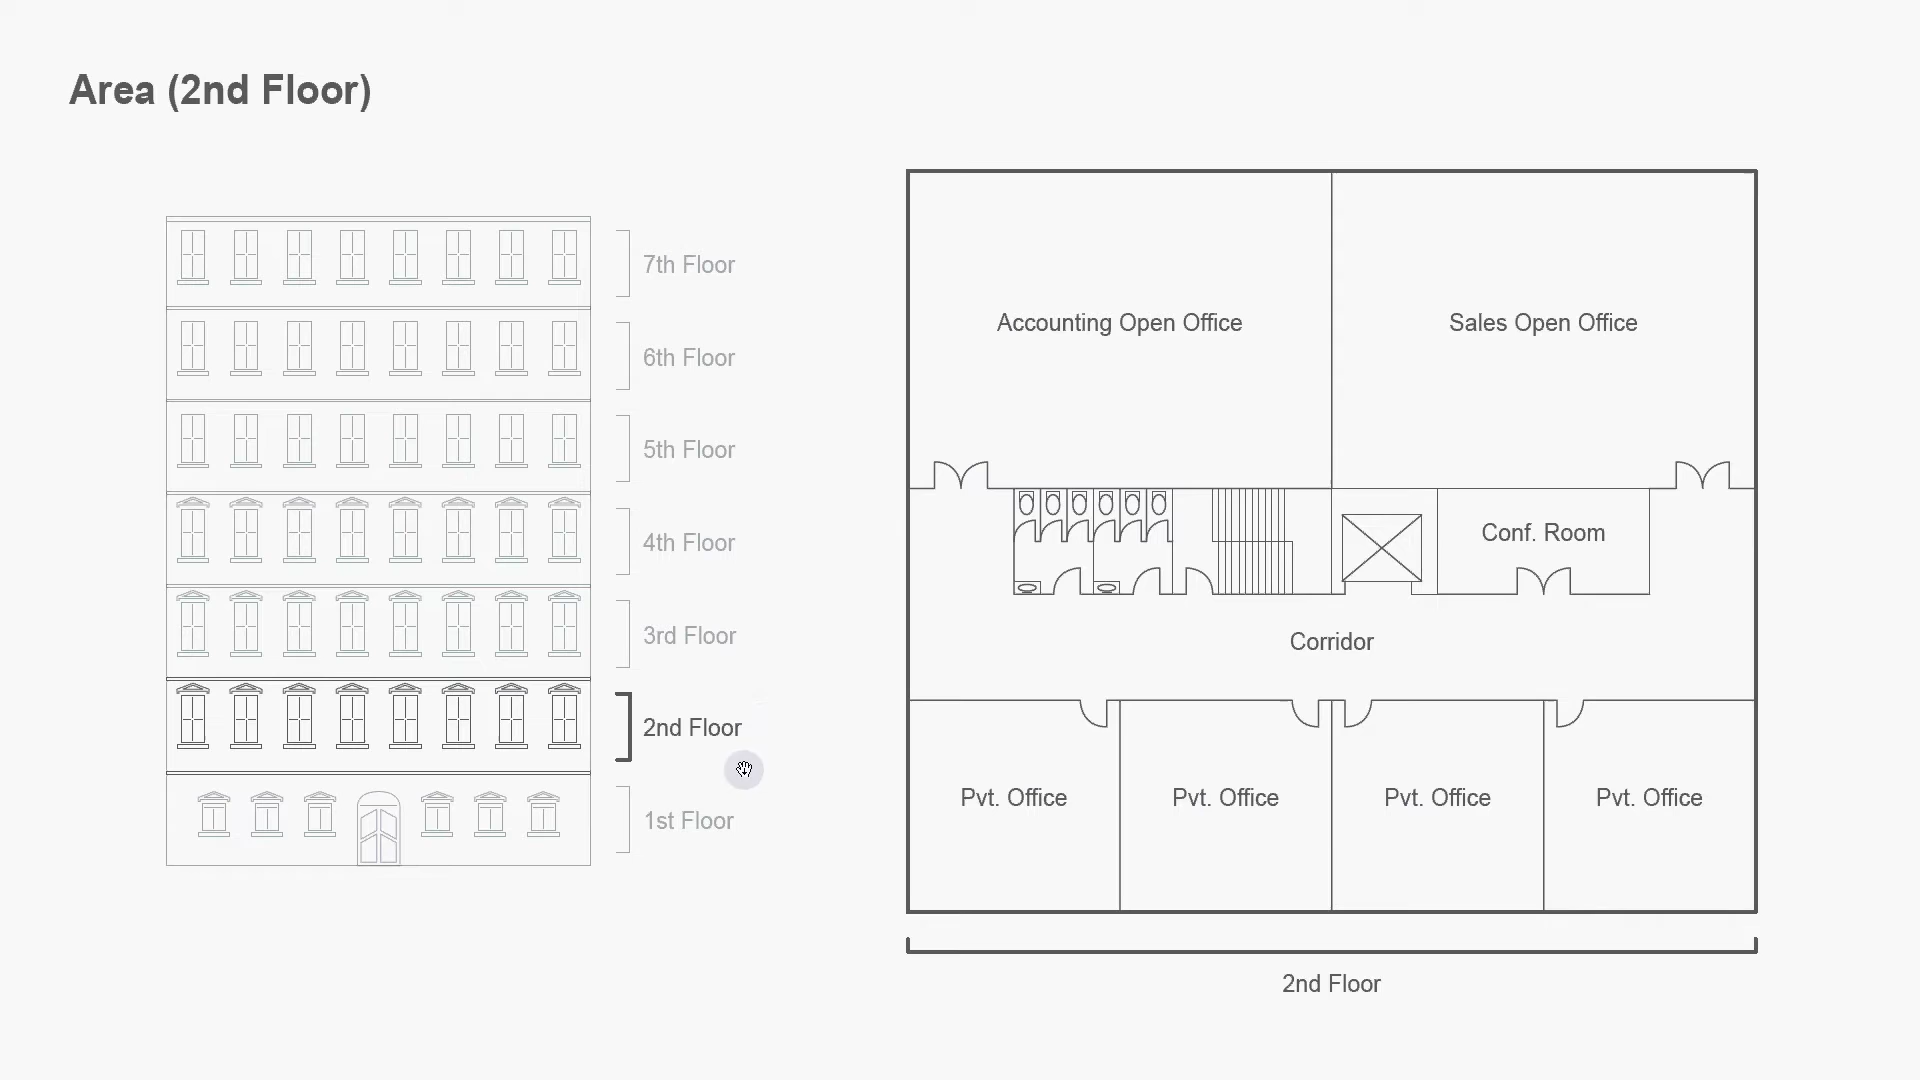 Area (2nd Floor)
7th Floor
6th Floor
5th Floor
4th Floor
3rd Floor
2nd Floor
1st Floor
Accounting Open Office
Sales Open Office
Conf. Room
Corridor
Pvt. Office
Pvt. Office
Pvt. Office
Pvt. Office
2nd Floor